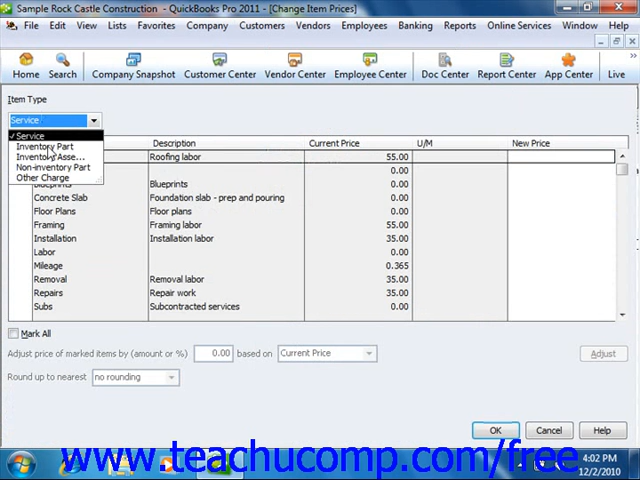 Sample Rock Castle Construction - QuickBooks Pro 2011 - [Change Item Prices]
File Edit View Lists Favorites Company Customers Vendors Employees Banking Reports Online Services Window Help
Home Search Company Snapshot Customer Center Vendor Center Employee Center Doc Center Report Center App Center Live
Item Type
Service
Service
Inventory Part
Inventory Asse...
Non-inventory Part
Other Charge
Description Current Price U/M New Price
Roofing labor 55.00
0.00
Blueprints Blueprints 0.00
Concrete Slab Foundation slab - prep and pouring 0.00
Floor Plans Floor plans 0.00
Framing Framing labor 55.00
Installation Installation labor 35.00
Labor 0.00
Mileage 0.365
Removal Removal labor 35.00
Repairs Repair work 35.00
Subs Subcontracted services 0.00
Mark All
Adjust price of marked items by (amount or %) 0.00 based on Current Price Adjust
Round up to nearest no rounding
OK Cancel Help
www.teachucomp.com/free
4:02 PM
12/2/2010